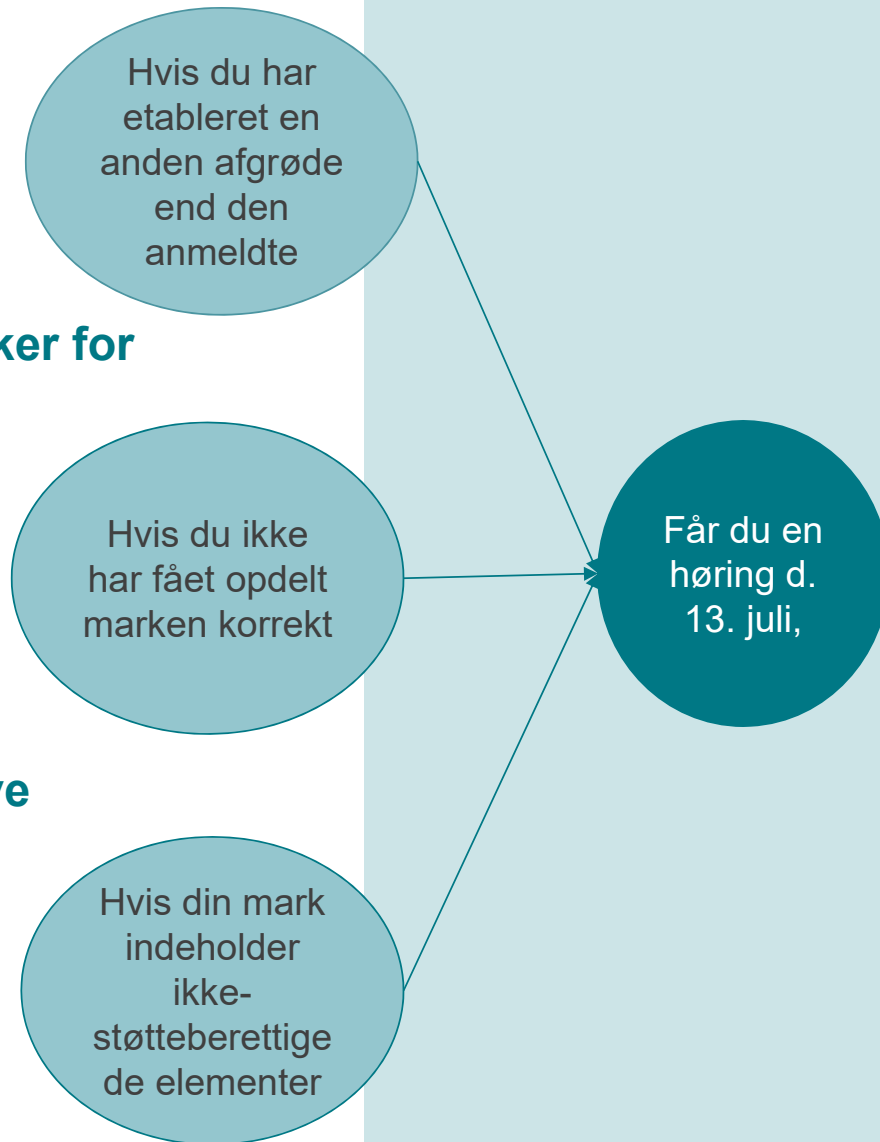 Hvis du har
etableret en
anden afgrøde
end den
anmeldte
ker for
Hvis du ikke
har fået opdelt
marken korrekt
Får du en
høring d.
13. juli,
ve
Hvis din mark
indeholder
ikke-
støtteberettige
de elementer